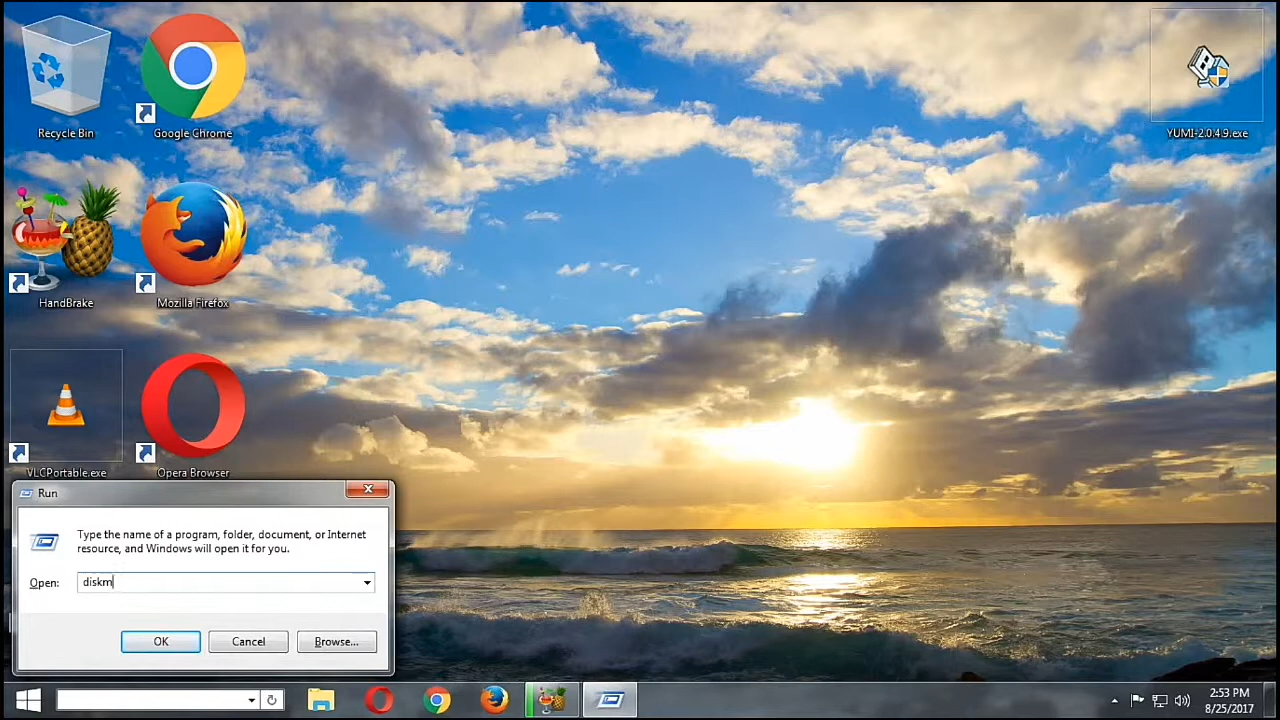 Recycle Bin
Google Chrome
YUMI-2.0.4.9.exe
HandBrake
Mozilla Firefox
VLCPortable.exe
Opera Browser
Run
Type the name of a program, folder, document, or Internet
resource, and Windows will open it for you.
Open:
diskm
OK
Cancel
Browse...
2:53 PM
8/25/2017